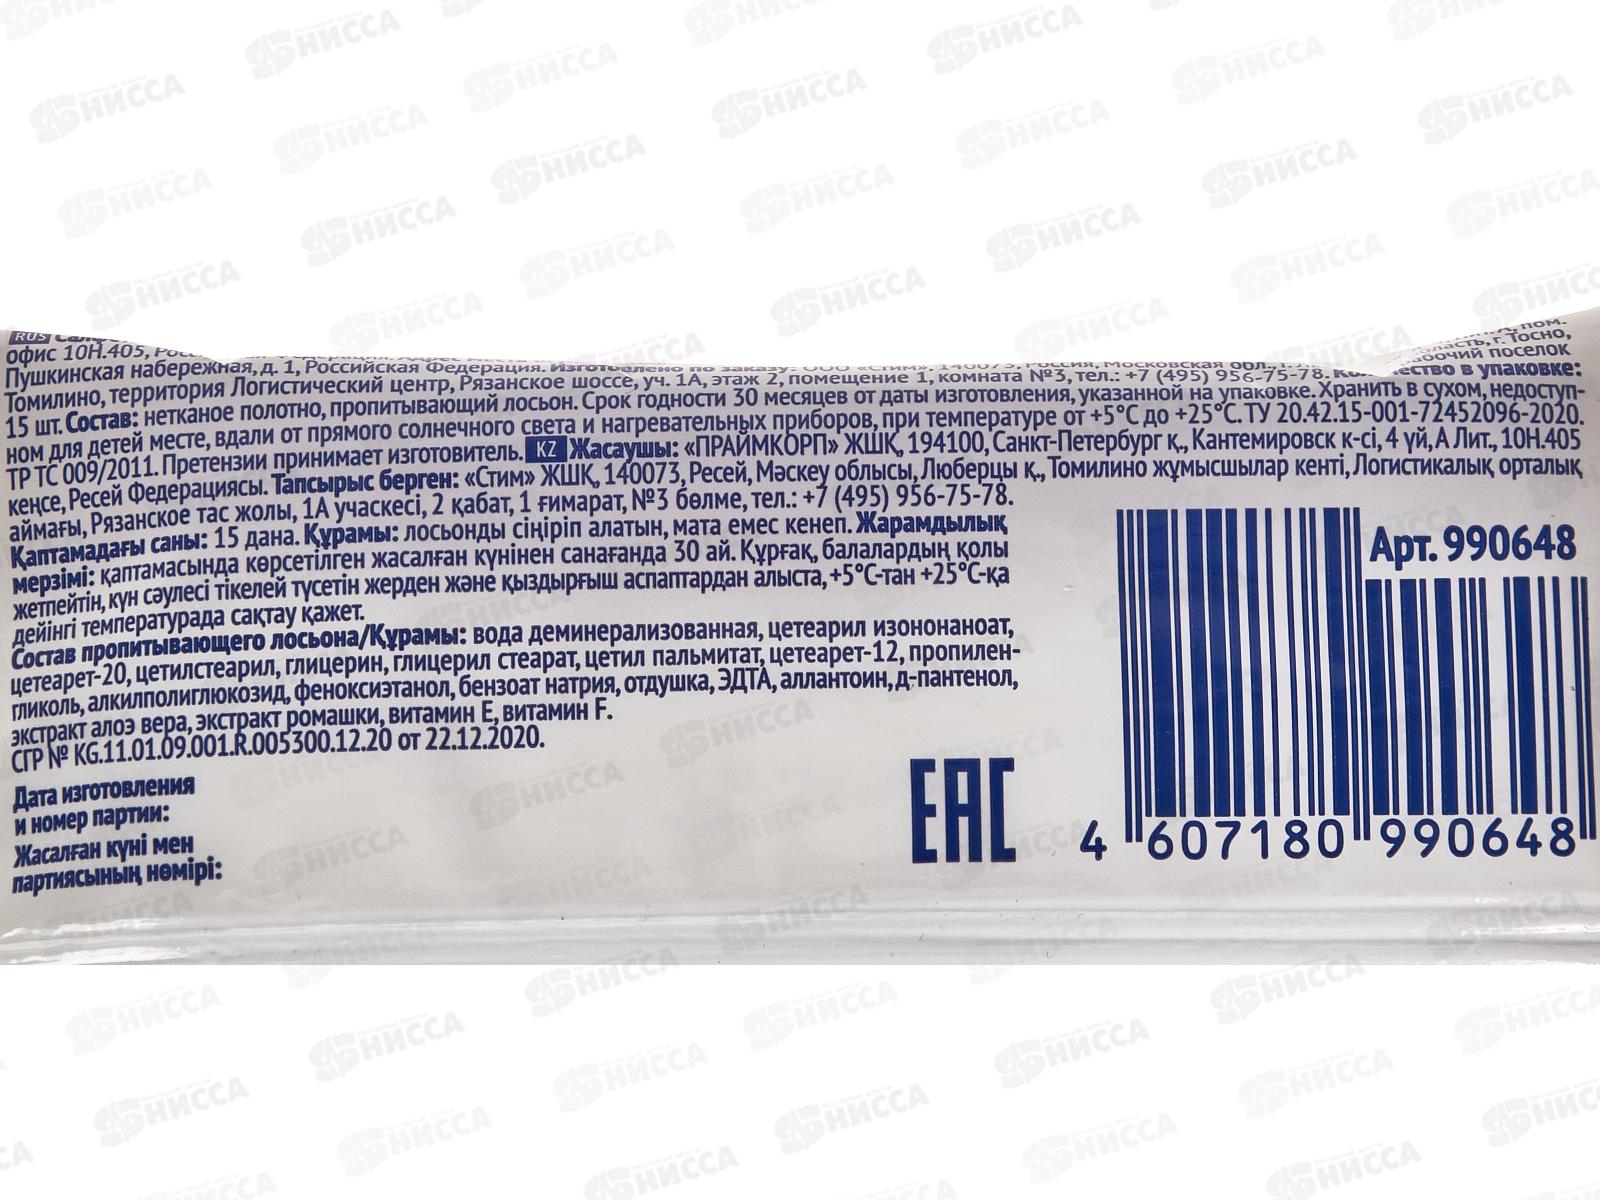 RUS
офис 10Н.405,
Пушкинская набережная, д. 1, Российская Федерация. Изготовлено по заказу: ООО «Стим», 140073, Россия, Московская обл., рабочий поселок
Томилино, территория Логистический центр, Рязанское шоссе, уч. 1А, этаж 2, помещение 1, комната №3, тел.: +7 (495) 956-75-78. Количество в упаковке:
15 шт. Состав: нетканое полотно, пропитывающий лосьон. Срок годности 30 месяцев от даты изготовления, указанной на упаковке. Хранить в сухом, недоступ-
ном для детей месте, вдали от прямого солнечного света и нагревательных приборов, при температуре от +5°С до +25°С. ТУ 20.42.15-001-72452096-2020.
ТР ТС 009/2011. Претензии принимает изготовитель. KZ Жасаушы: «ПРАЙМКОРП» ЖШҚ, 194100, Санкт-Петербург қ., Кантемировск к-сі, 4 үй, А Лит., 10Н.405
кеңсе, Ресей Федерациясы. Тапсырыс берген: «Стим» ЖШҚ, 140073, Ресей, Мәскеу облысы, Люберцы қ., Томилино жұмысшылар кенті, Логистикалық орталық
аймағы, Рязанское тас жолы, 1А учаскесі, 2 қабат, 1 ғимарат, №3 бөлме, тел.: +7 (495) 956-75-78.
Қаптамадағы саны: 15 дана. Құрамы: лосьонды сіңіріп алатын, мата емес кенеп. Жарамдылық
мерзімі: қаптамасында көрсетілген жасалған күнінен санағанда 30 ай. Құрғақ, балалардың қолы
жетпейтін, күн сәулесі тікелей түсетін жерден және қыздырғыш аспаптардан алыста, +5°С-тан +25°С-қа
дейінгі температурада сақтау қажет.
Состав пропитывающего лосьона/Құрамы: вода деминерализованная, цетеарил изононаноат,
цетеарет-20, цетилстеарил, глицерин, глицерил стеарат, цетил пальмитат, цетеарет-12, пропилен-
гликоль, алкилполиглюкозид, феноксиэтанол, бензоат натрия, отдушка, ЭДТА, аллантоин, д-пантенол,
экстракт алоэ вера, экстракт ромашки, витамин Е, витамин F.
СГР № KG.11.01.09.001.R.005300.12.20 от 22.12.2020.
Дата изготовления
и номер партии:
Жасалған күні мен
партиясының нөмірі:
EAC
Арт. 990648
4 607180 990648